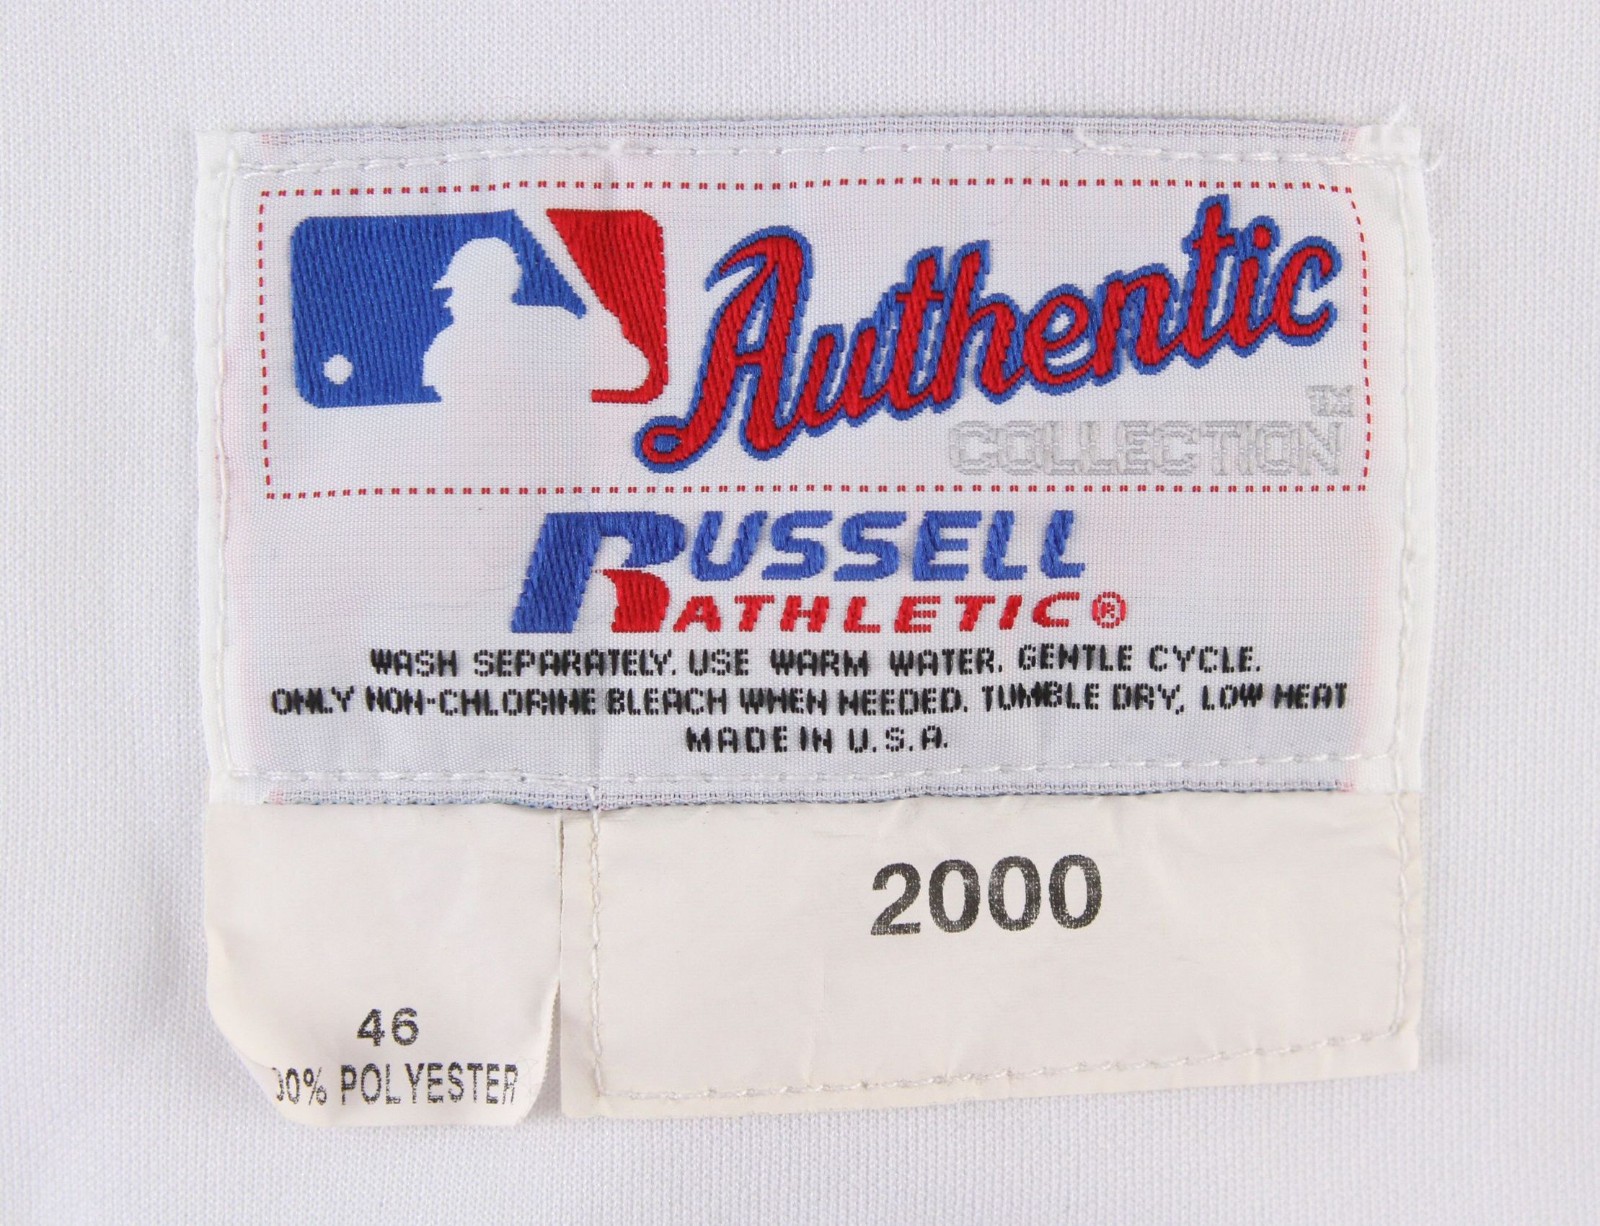 Authentic
TM
COLLECTION
RUSSELL
ATHLETIC®
WASH SEPARATELY. USE WARM WATER. GENTLE CYCLE.
ONLY NON-CHLORINE BLEACH WHEN NEEDED. TUMBLE DRY, LOW HEAT
MADE IN U.S.A.
2000
46
00% POLYESTER